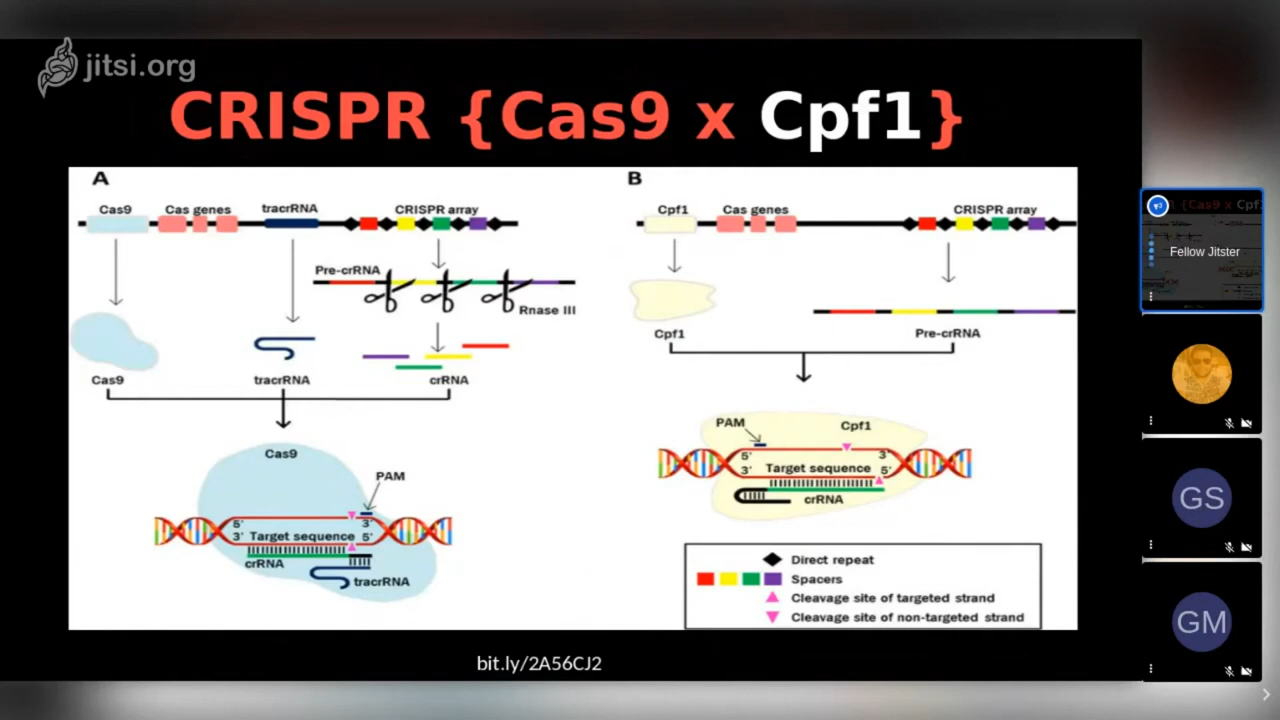 jitsi.org
CRISPR {Cas9 x Cpf1}
A
Cas9 Cas genes tracrRNA CRISPR array
Pre-crRNA
Rnase III
Cas9 tracrRNA crRNA
Cas9
PAM
5' 3'
3' Target sequence 5'
crRNA
tracrRNA
B
Cpf1 Cas genes CRISPR array
Cpf1 Pre-crRNA
PAM Cpf1
5' 3'
3' Target sequence 5'
crRNA
Direct repeat
Spacers
Cleavage site of targeted strand
Cleavage site of non-targeted strand
bit.ly/2A56CJ2
{Cas9 x Cpf
Fellow Jitster
GS
GM